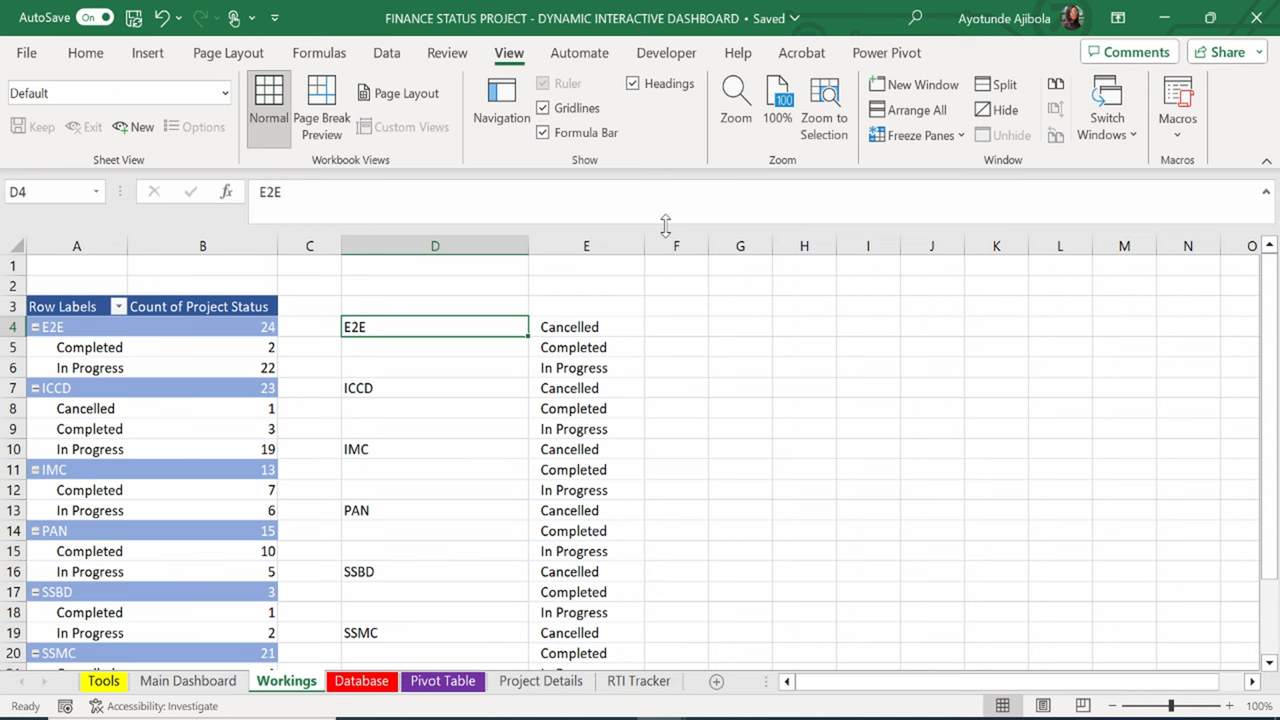 AutoSave On FINANCE STATUS PROJECT - DYNAMIC INTERACTIVE DASHBOARD • Saved Ayotunde Ajibola
File Home Insert Page Layout Formulas Data Review View Automate Developer Help Acrobat Power Pivot Comments Share
Default
Keep Exit New Options
Sheet View
Normal
Page Break Preview
Page Layout
Custom Views
Workbook Views
Navigation
Ruler
Gridlines
Formula Bar
Headings
Show
Zoom
100
100%
Zoom to Selection
Zoom
New Window
Arrange All
Freeze Panes
Split
Hide
Unhide
Switch Windows
Window
Macros
Macros
D4 fx E2E
A B C D E F G H I J K L M N O
1
2
3 Row Labels Count of Project Status
4 E2E 24 E2E Cancelled
5 Completed 2 Completed
6 In Progress 22 In Progress
7 ICCD 23 ICCD Cancelled
8 Cancelled 1 Completed
9 Completed 3 In Progress
10 In Progress 19 IMC Cancelled
11 IMC 13 Completed
12 Completed 7 In Progress
13 In Progress 6 PAN Cancelled
14 PAN 15 Completed
15 Completed 10 In Progress
16 In Progress 5 SSBD Cancelled
17 SSBD 3 Completed
18 Completed 1 In Progress
19 In Progress 2 SSMC Cancelled
20 SSMC 21 Completed
Tools Main Dashboard Workings Database Pivot Table Project Details RTI Tracker
Ready Accessibility: Investigate 100%